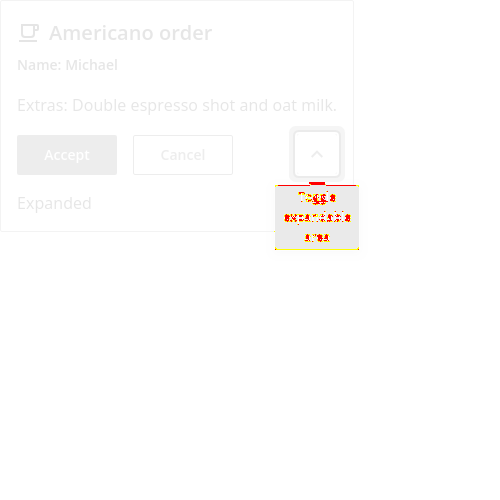 Americano order
Name: Michael
Extras: Double espresso shot and oat milk.
Accept
Cancel
Expanded
Toggle
expandable
area